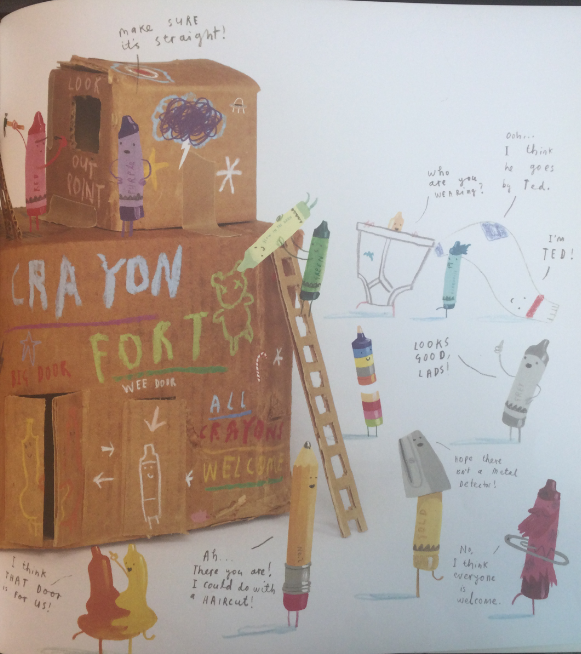 make SURE
it's straight!
LOOK
OUT
POINT
Ooh...
I think
he goes
by Ted.
Who
are you
WEARING?
I'm
TED!
CRAYON
FORT
BIG DOOR
WEE DOOR
ALL
CRAYONS
WELCOME
LOOKS
GOOD,
LADS!
Hope there
isn't a Metal
Detector!
I think
THAT DOOR
is FOR US!
Ah...
There you are!
I could do with
a HAIRCUT!
No,
I think
everyone
is
welcome.